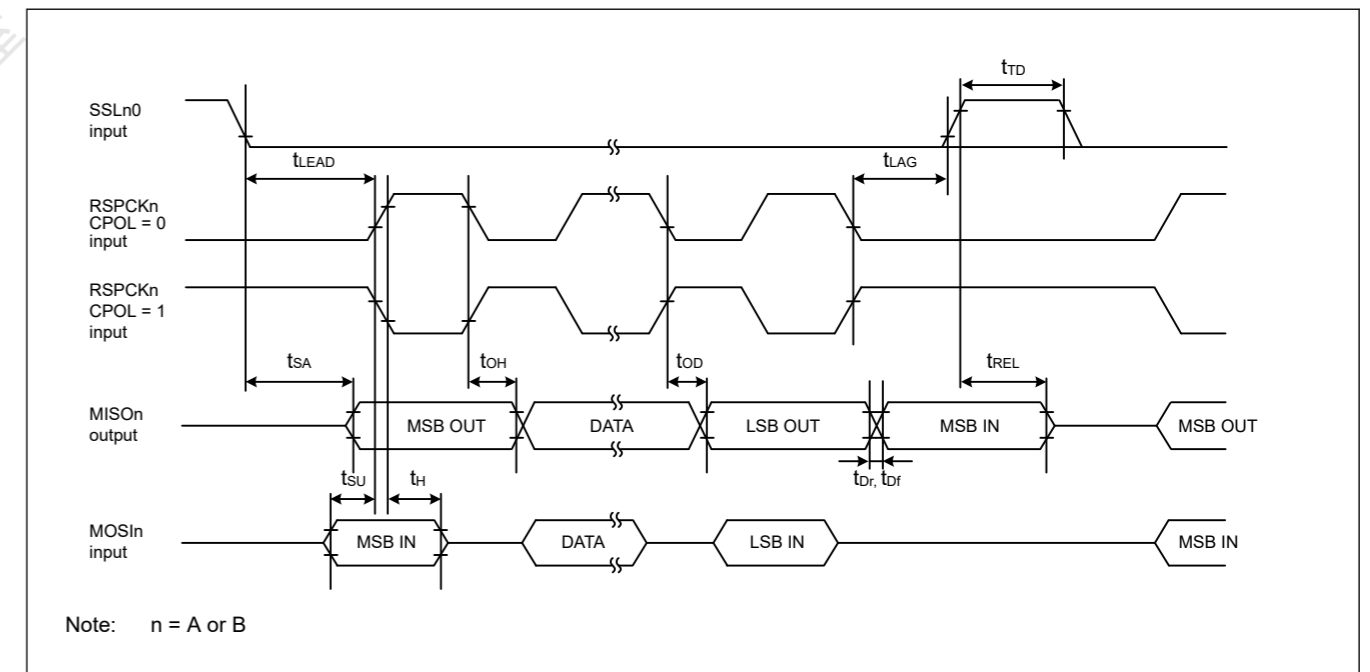 tTD
SSLn0
input
tLEAD
tLAG
RSPCKn
CPOL = 0
input
RSPCKn
CPOL = 1
input
tSA
tOH
tOD
tREL
MISOn
output
MSB OUT
DATA
LSB OUT
MSB IN
MSB OUT
tSU
tH
tDr, tDf
MOSIn
input
MSB IN
DATA
LSB IN
MSB IN
Note: n = A or B